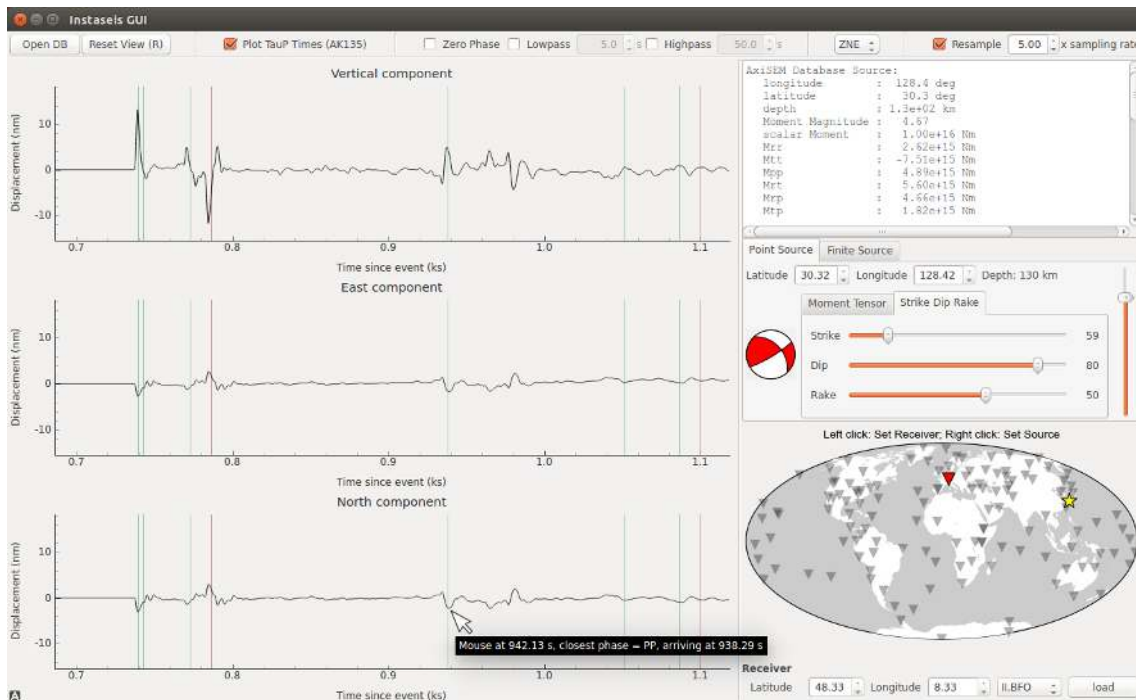 Instaseis GUI
Open DB Reset View (R) Plot TauP Times (AK135) Zero Phase Lowpass 5.0 s Highpass 50.0 s ZNE Resample 5.00 x sampling rate
Vertical component
Displacement (nm)
10
0
-10
0.7 0.8 0.9 1.0 1.1
Time since event (ks)
East component
Displacement (nm)
10
0
-10
0.7 0.8 0.9 1.0 1.1
Time since event (ks)
North component
Displacement (nm)
10
0
-10
Mouse at 942.13 s, closest phase = PP, arriving at 938.29 s
0.7 0.8 0.9 1.0 1.1
Time since event (ks)
A
AxiSEM Database Source:
longitude : 128.4 deg
latitude : 30.3 deg
depth : 1.3e+02 km
Moment Magnitude : 4.67
scalar Moment : 1.00e+16 Nm
Mrr : 2.62e+15 Nm
Mtt : -7.51e+15 Nm
Mpp : 4.89e+15 Nm
Mrt : 5.60e+15 Nm
Mrp : 4.66e+15 Nm
Mtp : 1.82e+15 Nm
Point Source Finite Source
Latitude 30.32 Longitude 128.42 Depth: 130 km
Moment Tensor Strike Dip Rake
Strike 59
Dip 80
Rake 50
Left click: Set Receiver; Right click: Set Source
Receiver
Latitude 48.33 Longitude 8.33 II.BFO load